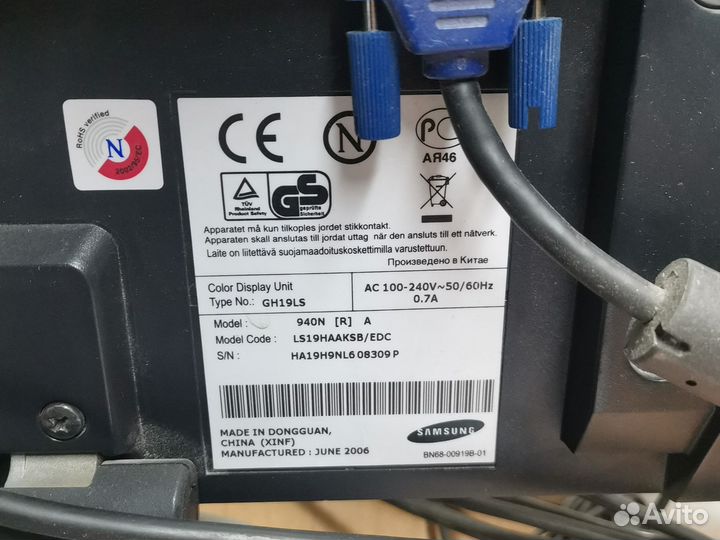 RoHS verified
N
2002/95/EC
CE
N
РС
АЯ46
TÜV
Rheinland
Product Safety
GS
geprüfte
Sicherheit
Apparatet må kun tilkoples jordet stikkontakt.
Apparaten skall anslutas till jordat uttag när den ansluts till ett nätverk.
Laite on liitettävä suojamaadoituskoskettimilla varustettuun.
Произведено в Китае
Color Display Unit
Type No.: GH19LS
AC 100-240V~50/60Hz
0.7A
Model : 940N [R] A
Model Code : LS19HAAKSB/EDC
S/N : HA19H9NL608309P
MADE IN DONGGUAN,
CHINA (XINF)
MANUFACTURED : JUNE 2006
SAMSUNG
BN68-00919B-01
Avito